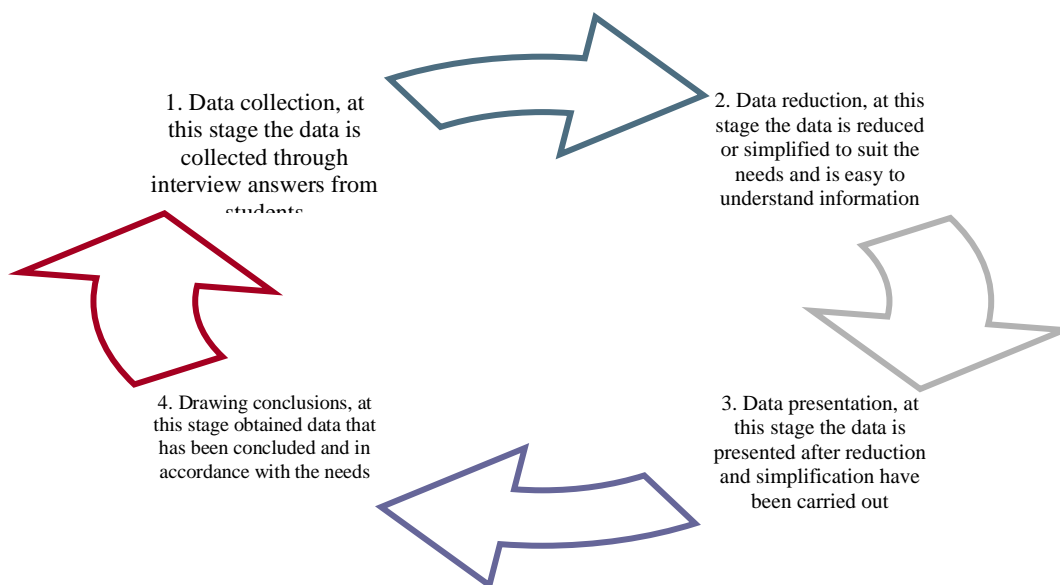 1. Data collection, at
this stage the data is
collected through
interview answers from
students
2. Data reduction, at this
stage the data is reduced
or simplified to suit the
needs and is easy to
understand information
3. Data presentation, at
this stage the data is
presented after reduction
and simplification have
been carried out
4. Drawing conclusions, at
this stage obtained data that
has been concluded and in
accordance with the needs